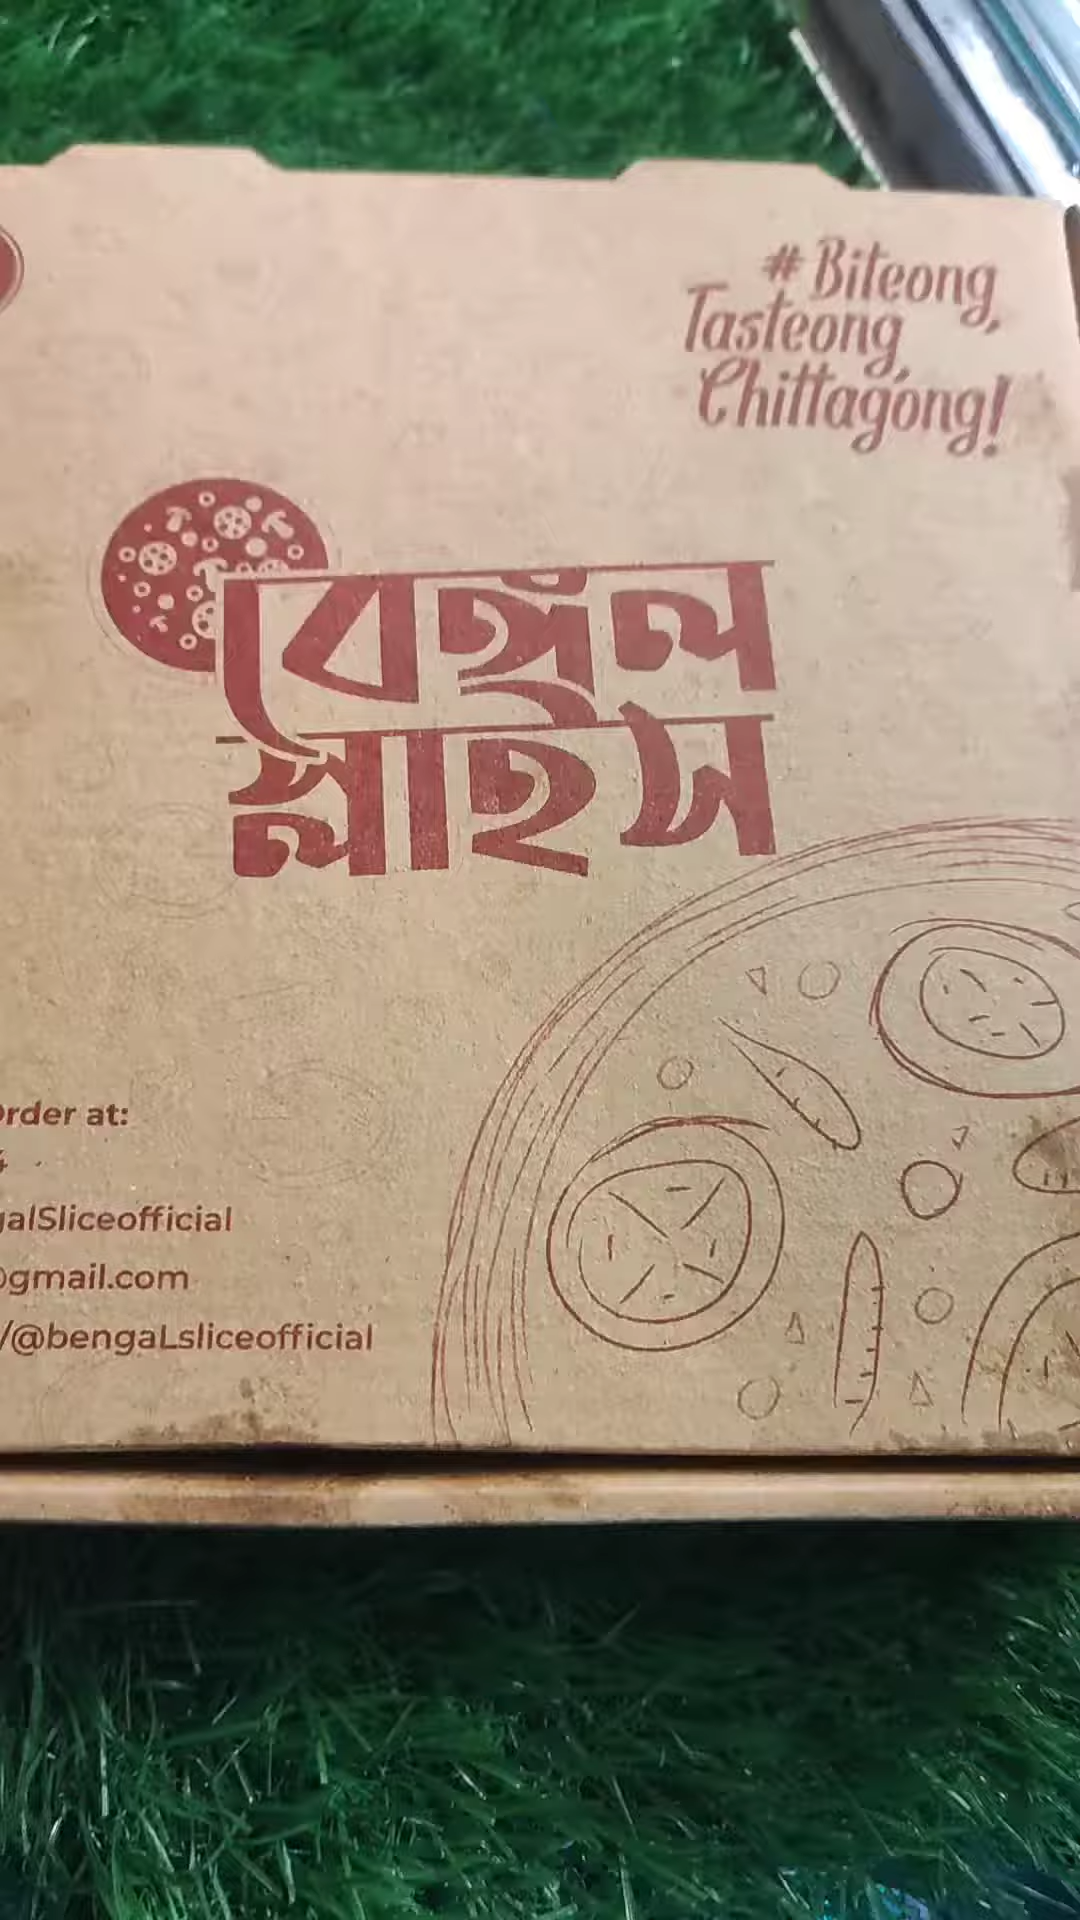 # Biteong,
Tasteong,
Chittagong!
বেঙ্গল
স্লাইস
Order at:
galSliceofficial
@gmail.com
/@bengaLsliceofficial